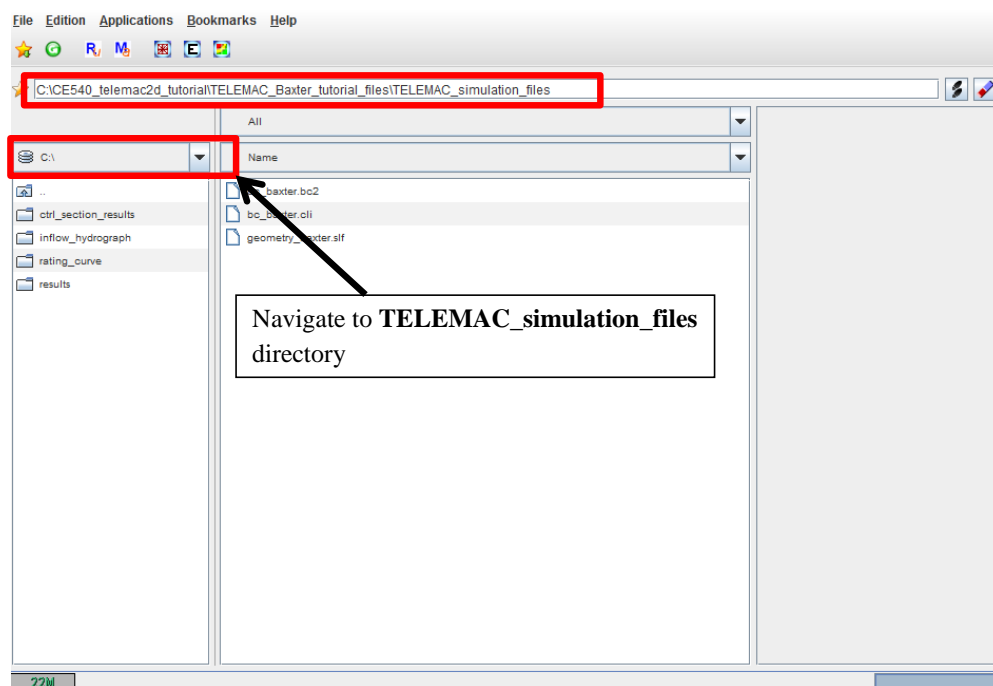 File Edition Applications Bookmarks Help
R M E
C:\CE540_telemac2d_tutorial\TELEMAC_Baxter_tutorial_files\TELEMAC_simulation_files
All
C:\
Name
..
ctrl_section_results
inflow_hydrograph
rating_curve
results
_baxter.bc2
bc_baxter.cli
geometry_baxter.slf
Navigate to TELEMAC_simulation_files
directory
22M